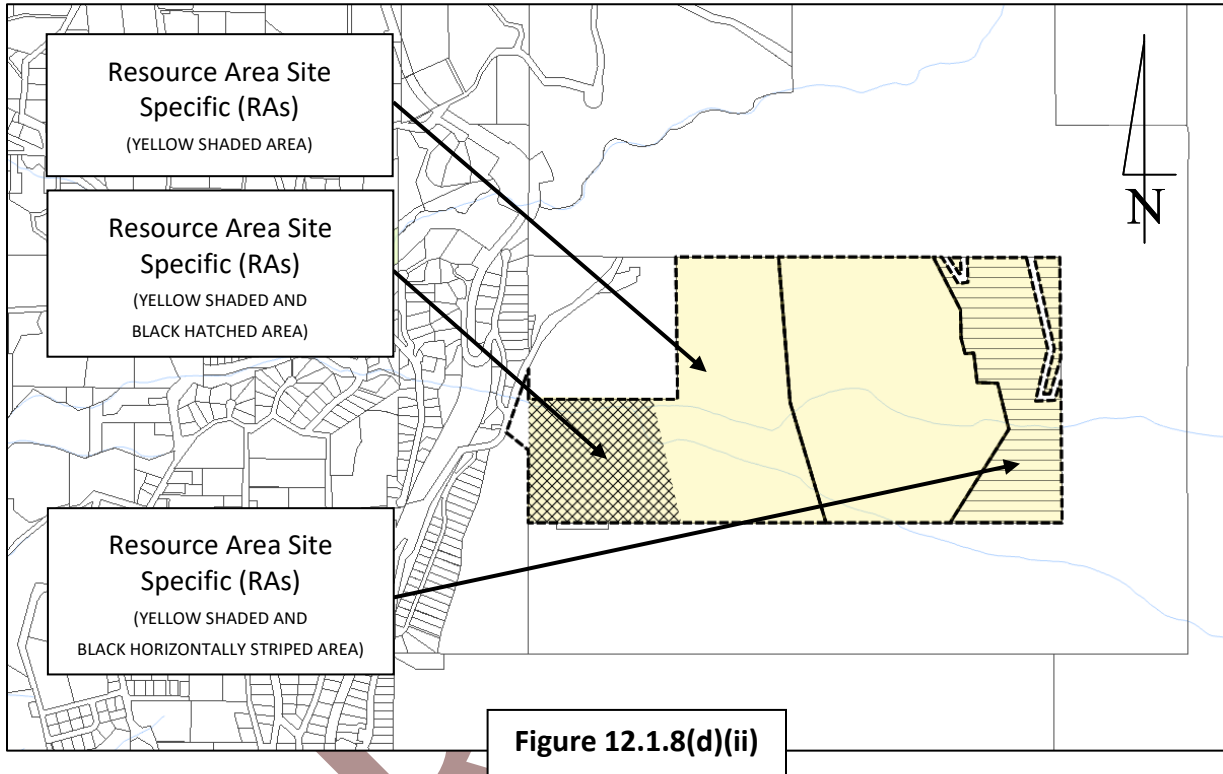 Resource Area Site
Specific (RAs)
(YELLOW SHADED AREA)
Resource Area Site
Specific (RAs)
(YELLOW SHADED AND
BLACK HATCHED AREA)
Resource Area Site
Specific (RAs)
(YELLOW SHADED AND
BLACK HORIZONTALLY STRIPED AREA)
N
Figure 12.1.8(d)(ii)